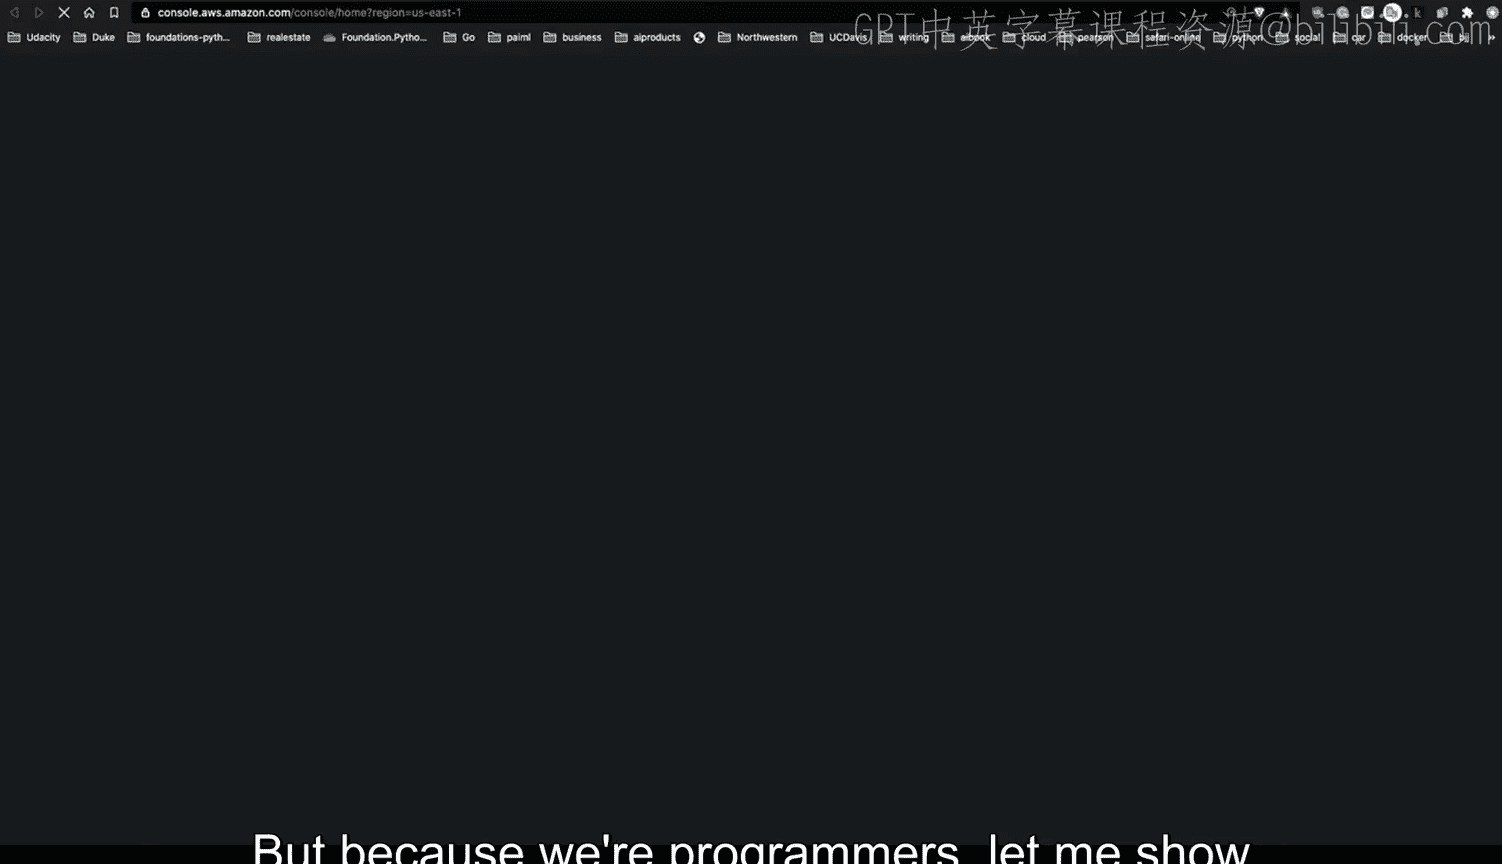 console.aws.amazon.com/console/home?region=us-east-1
GPT中英字幕课程资源@bilibili.com
Udacity Duke foundations-pyth... realestate Foundation.Pytho... Go paiml business aiproducts Northwestern UCDavis writing aibook cloud pearson safari-online python social car docker »
But because we're programmers, let me show